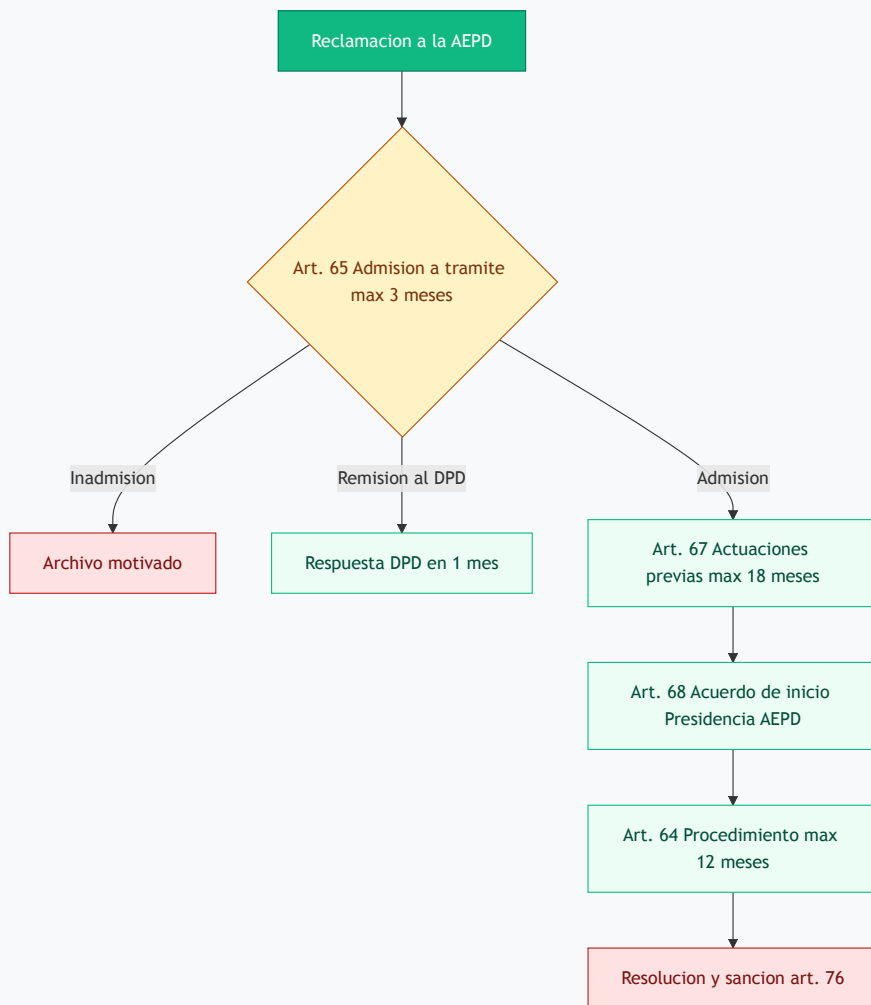 Reclamacion a la AEPD
Art. 65 Admision a tramite
max 3 meses
Inadmision
Remision al DPD
Admision
Archivo motivado
Respuesta DPD en 1 mes
Art. 67 Actuaciones
previas max 18 meses
Art. 68 Acuerdo de inicio
Presidencia AEPD
Art. 64 Procedimiento max
12 meses
Resolucion y sancion art. 76